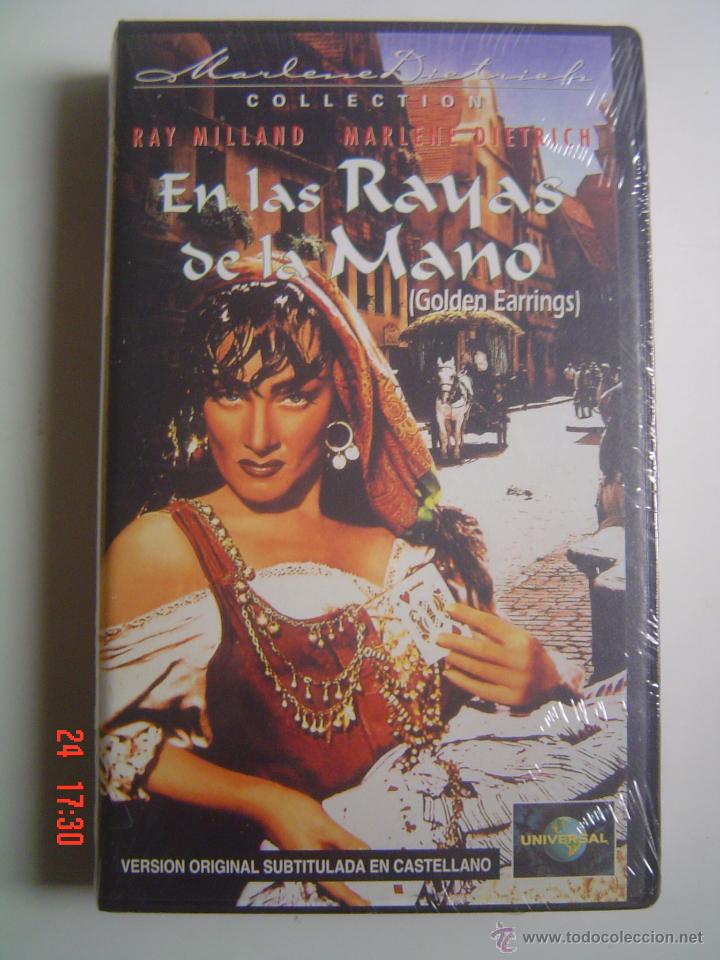 Marlene Dietrich
COLLECTION
RAY MILLAND MARLENE DIETRICH
En las Rayas
de la Mano
(Golden Earrings)
24 17:30
VERSION ORIGINAL SUBTITULADA EN CASTELLANO
UNIVERSAL
© www.todocoleccion.net